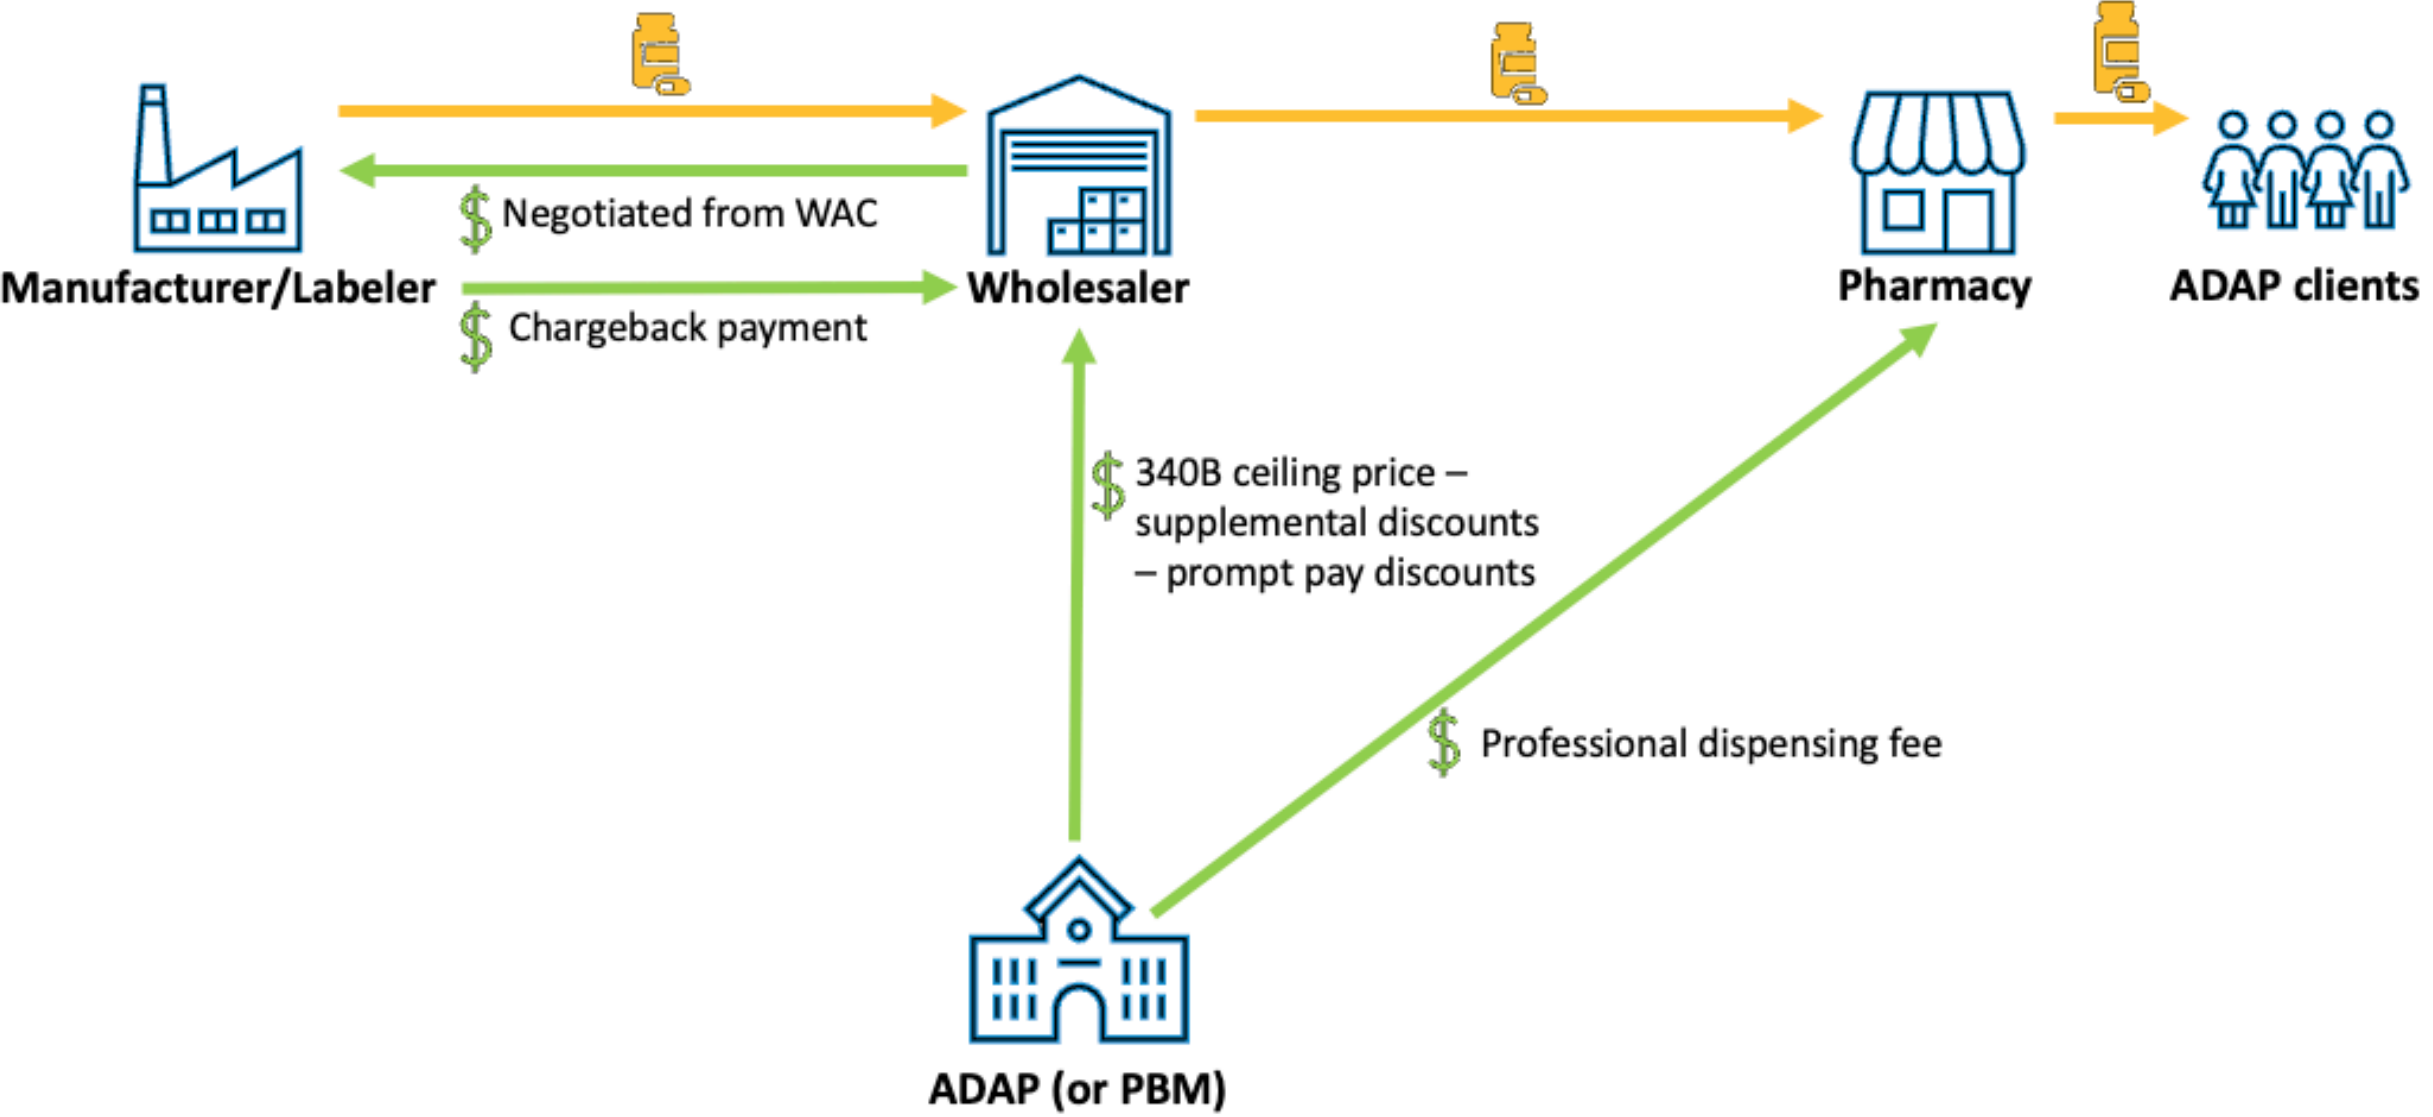 $ Negotiated from WAC
Manufacturer/Labeler
Wholesaler
Pharmacy
ADAP clients
$ Chargeback payment
$ 340B ceiling price –
supplemental discounts
– prompt pay discounts
$ Professional dispensing fee
ADAP (or PBM)